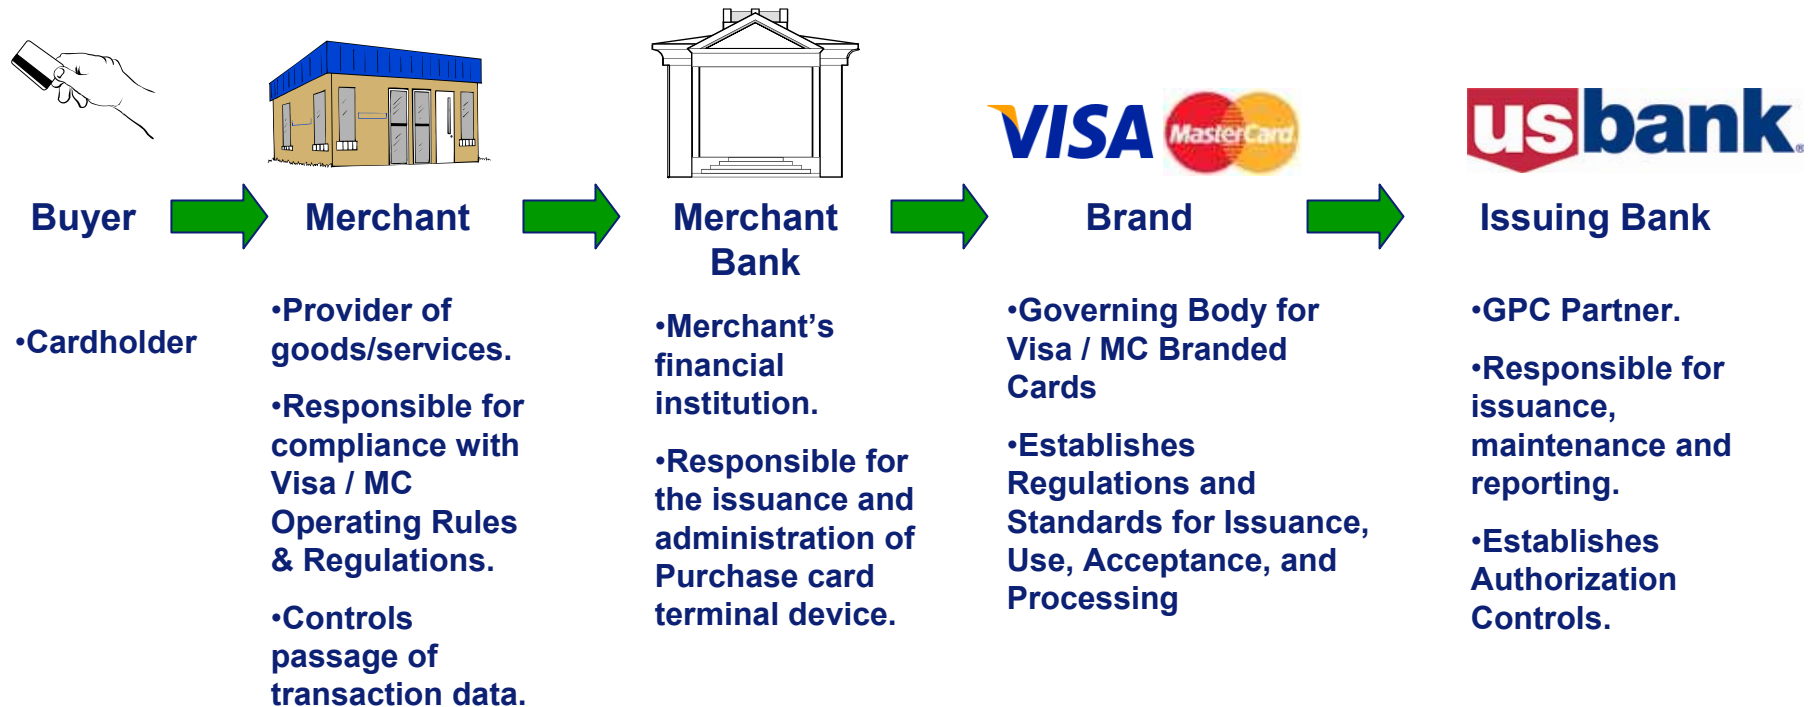 VISA
MasterCard
usbank
®
Buyer
Merchant
Merchant
Bank
Brand
Issuing Bank
•Cardholder
•Provider of
goods/services.
•Responsible for
compliance with
Visa / MC
Operating Rules
& Regulations.
•Controls
passage of
transaction data.
•Merchant’s
financial
institution.
•Responsible for
the issuance and
administration of
Purchase card
terminal device.
•Governing Body for
Visa / MC Branded
Cards
•Establishes
Regulations and
Standards for Issuance,
Use, Acceptance, and
Processing
•GPC Partner.
•Responsible for
issuance,
maintenance and
reporting.
•Establishes
Authorization
Controls.